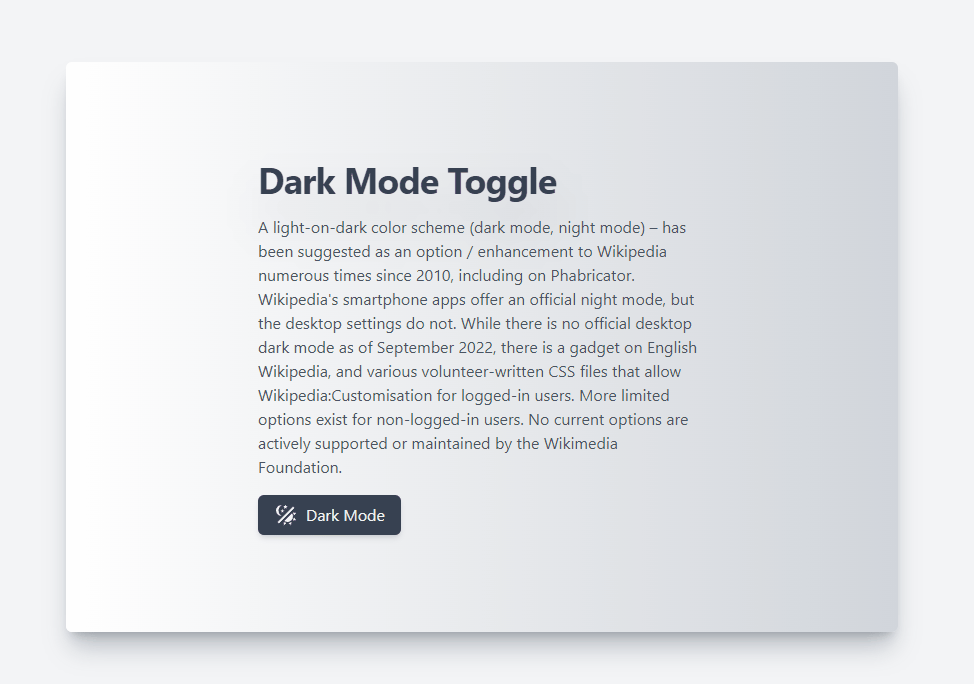 Dark Mode Toggle
A light-on-dark color scheme (dark mode, night mode) – has
been suggested as an option / enhancement to Wikipedia
numerous times since 2010, including on Phabricator.
Wikipedia's smartphone apps offer an official night mode, but
the desktop settings do not. While there is no official desktop
dark mode as of September 2022, there is a gadget on English
Wikipedia, and various volunteer-written CSS files that allow
Wikipedia:Customisation for logged-in users. More limited
options exist for non-logged-in users. No current options are
actively supported or maintained by the Wikimedia
Foundation.
Dark Mode